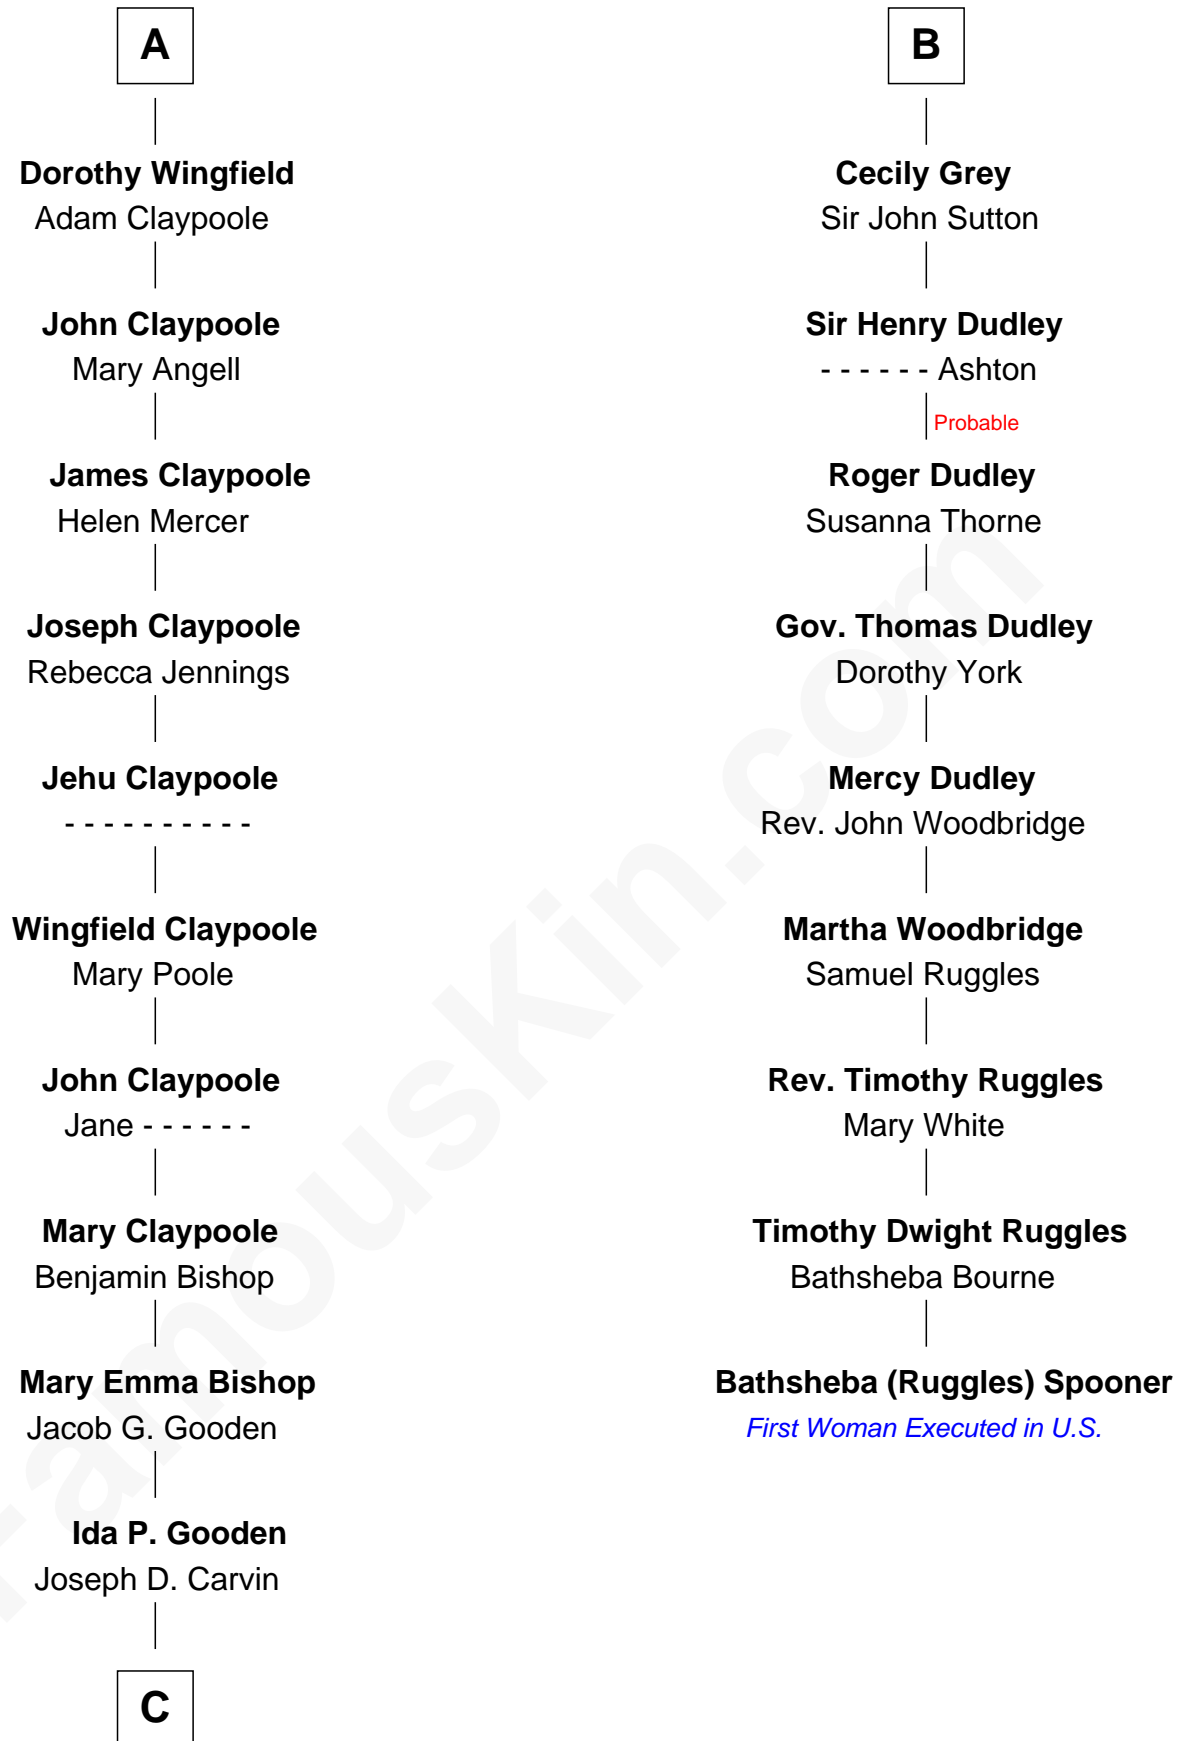 A
Dorothy Wingfield
Adam Claypoole
John Claypoole
Mary Angell
James Claypoole
Helen Mercer
Joseph Claypoole
Rebecca Jennings
Jehu Claypoole
- - - - - - - - - -
Wingfield Claypoole
Mary Poole
John Claypoole
Jane - - - - - -
Mary Claypoole
Benjamin Bishop
Mary Emma Bishop
Jacob G. Gooden
Ida P. Gooden
Joseph D. Carvin
C
B
Cecily Grey
Sir John Sutton
Sir Henry Dudley
- - - - - - Ashton
Probable
Roger Dudley
Susanna Thorne
Gov. Thomas Dudley
Dorothy York
Mercy Dudley
Rev. John Woodbridge
Martha Woodbridge
Samuel Ruggles
Rev. Timothy Ruggles
Mary White
Timothy Dwight Ruggles
Bathsheba Bourne
Bathsheba (Ruggles) Spooner
First Woman Executed in U.S.
FamousKin.com